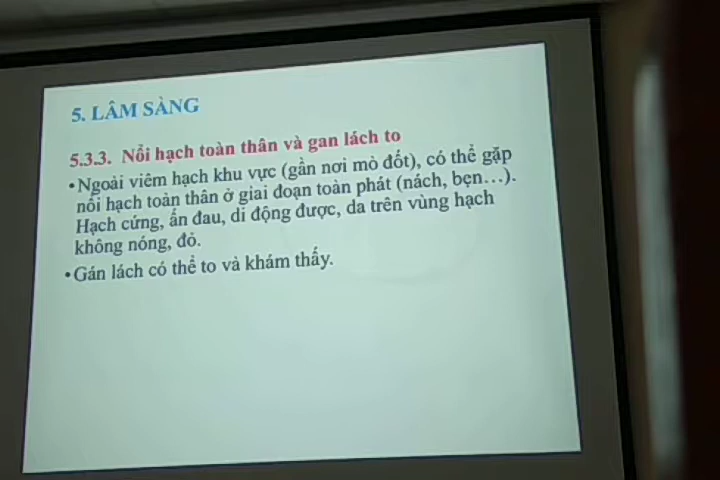 5. LÂM SÀNG
5.3.3. Nổi hạch toàn thân và gan lách to
•Ngoài viêm hạch khu vực (gần nơi mò đốt), có thể gặp
nổi hạch toàn thân ở giai đoạn toàn phát (nách, bẹn…).
Hạch cứng, ấn đau, di động được, da trên vùng hạch
không nóng, đỏ.
•Gán lách có thể to và khám thấy.